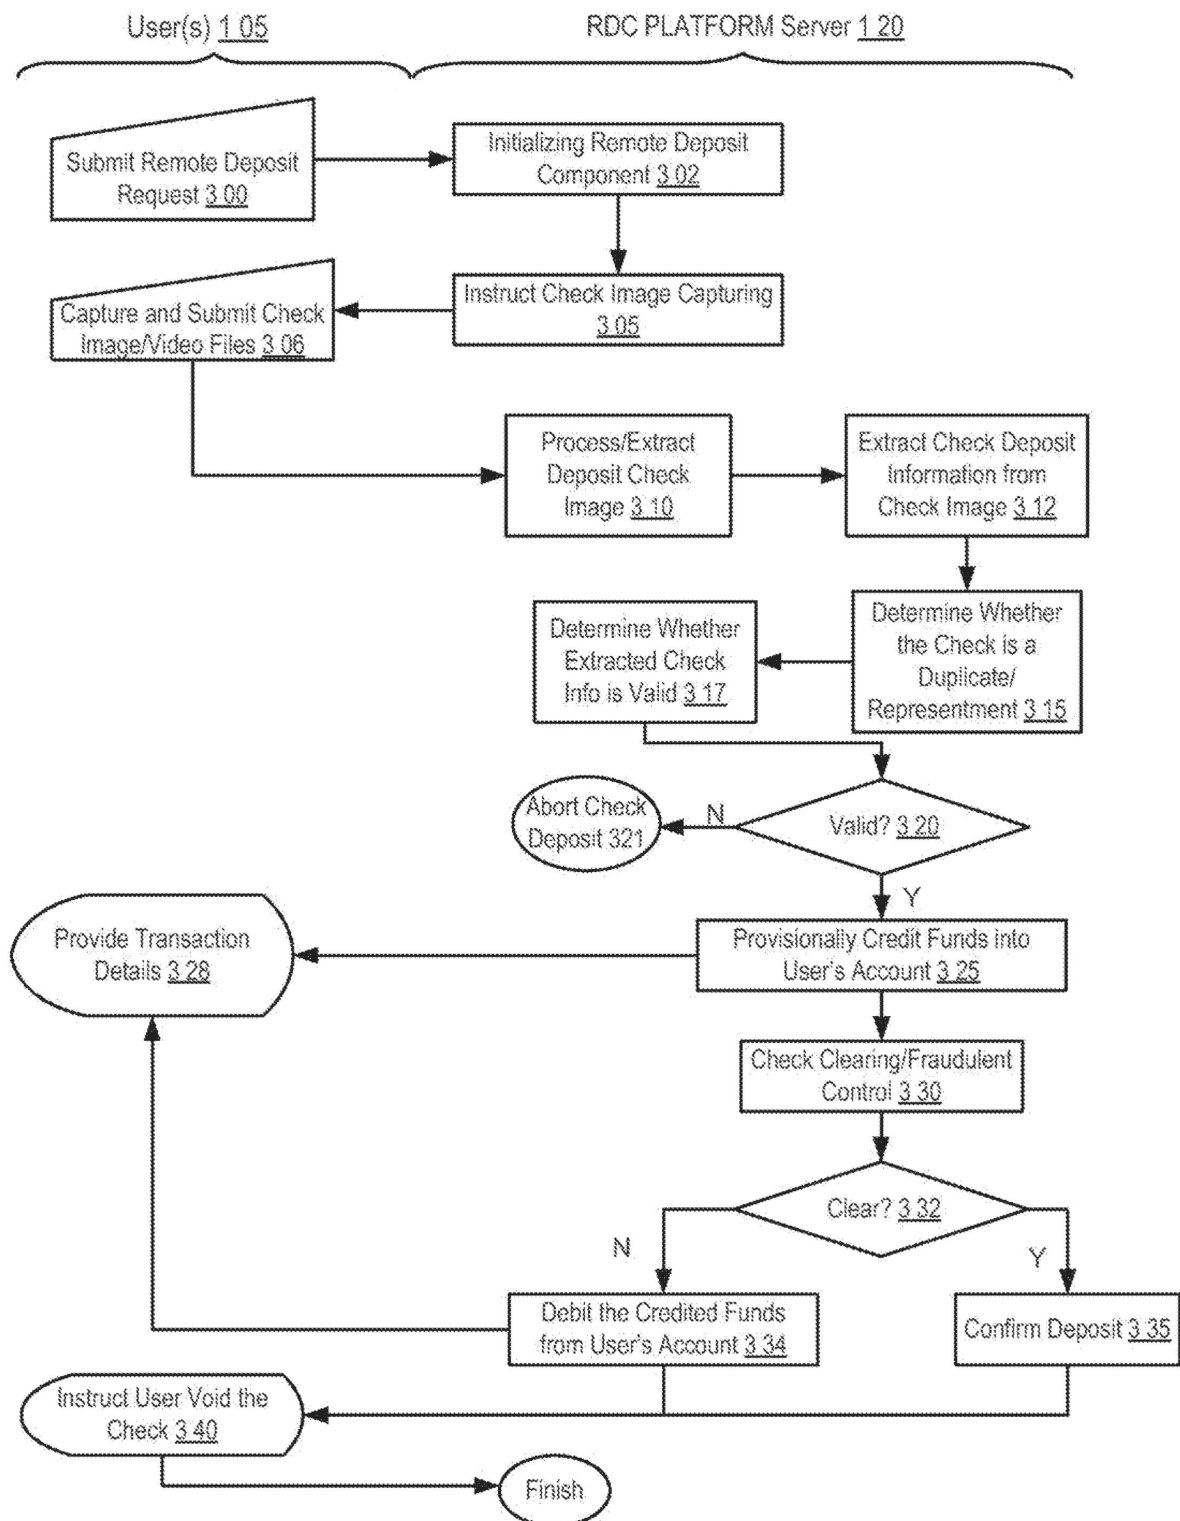 User(s) 1 05
RDC PLATFORM Server 1 20
Submit Remote Deposit
Request 3 00
Initializing Remote Deposit
Component 3 02
Instruct Check Image Capturing
3 05
Capture and Submit Check
Image/Video Files 3 06
Process/Extract
Deposit Check
Image 3 10
Extract Check Deposit
Information from
Check Image 3 12
Determine Whether
the Check is a
Duplicate/
Representment 3 15
Determine Whether
Extracted Check
Info is Valid 3 17
Valid? 3 20
N
Abort Check
Deposit 321
Y
Provisionally Credit Funds into
User's Account 3 25
Provide Transaction
Details 3 28
Check Clearing/Fraudulent
Control 3 30
Clear? 3 32
N
Y
Debit the Credited Funds
from User's Account 3 34
Confirm Deposit 3 35
Instruct User Void the
Check 3 40
Finish